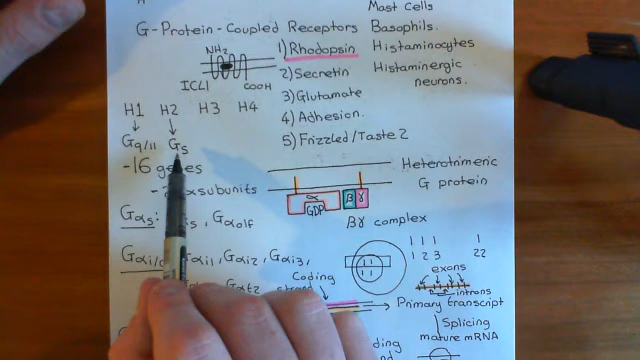 Mast Cells
G-Protein-Coupled Receptors
Basophils.
NH2
1) Rhodopsin
Histaminocytes
2) Secretin
Histaminergic
neurons.
ICL1
COOH
3) Glutamate
H1 H2 H3 H4
4) Adhesion.
Gq/11 Gs
5) Frizzled/Taste 2
-16 genes
Heterotrimeric
G protein
α
GDP
β γ
Βγ complex
Gαs:
Gαolf
1 1 1 1
1 2 3 22
Gαi1, Gαi2, Gαi3,
exons
Coding
introns
Primary transcript
Splicing
mature mRNA